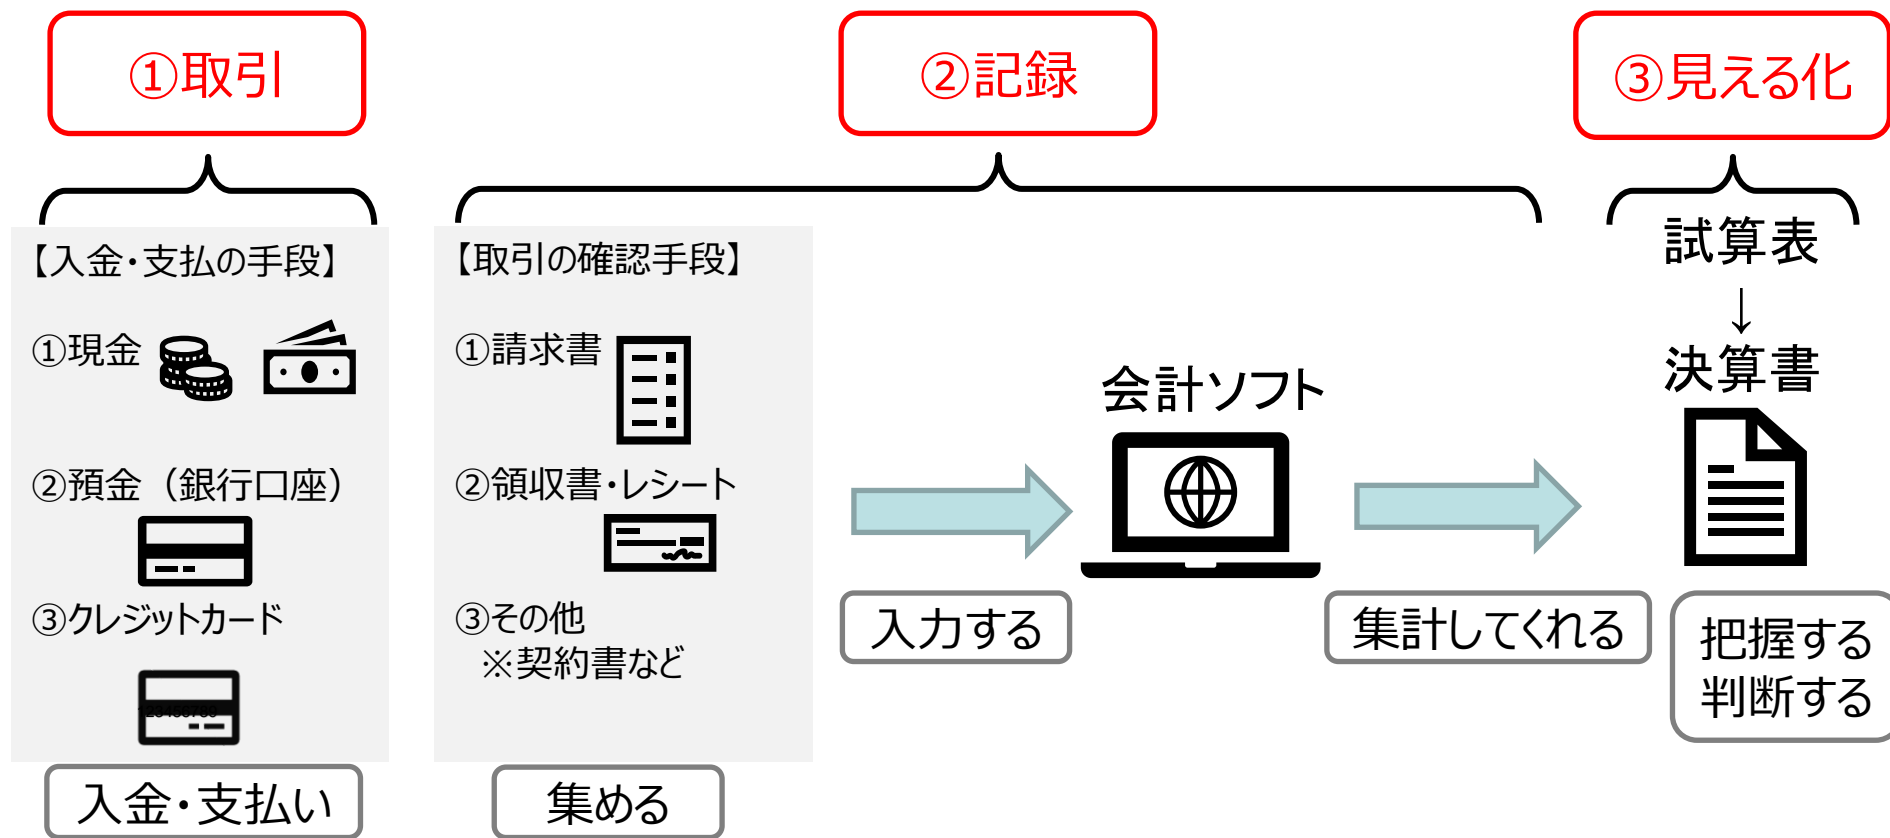 ①取引
②記録
③見える化
【入金・支払の手段】
①現金
②預金（銀行口座）
③クレジットカード
123456789
入金・支払い
【取引の確認手段】
①請求書
②領収書・レシート
③その他
※契約書など
集める
入力する
会計ソフト
集計してくれる
試算表
↓
決算書
把握する
判断する